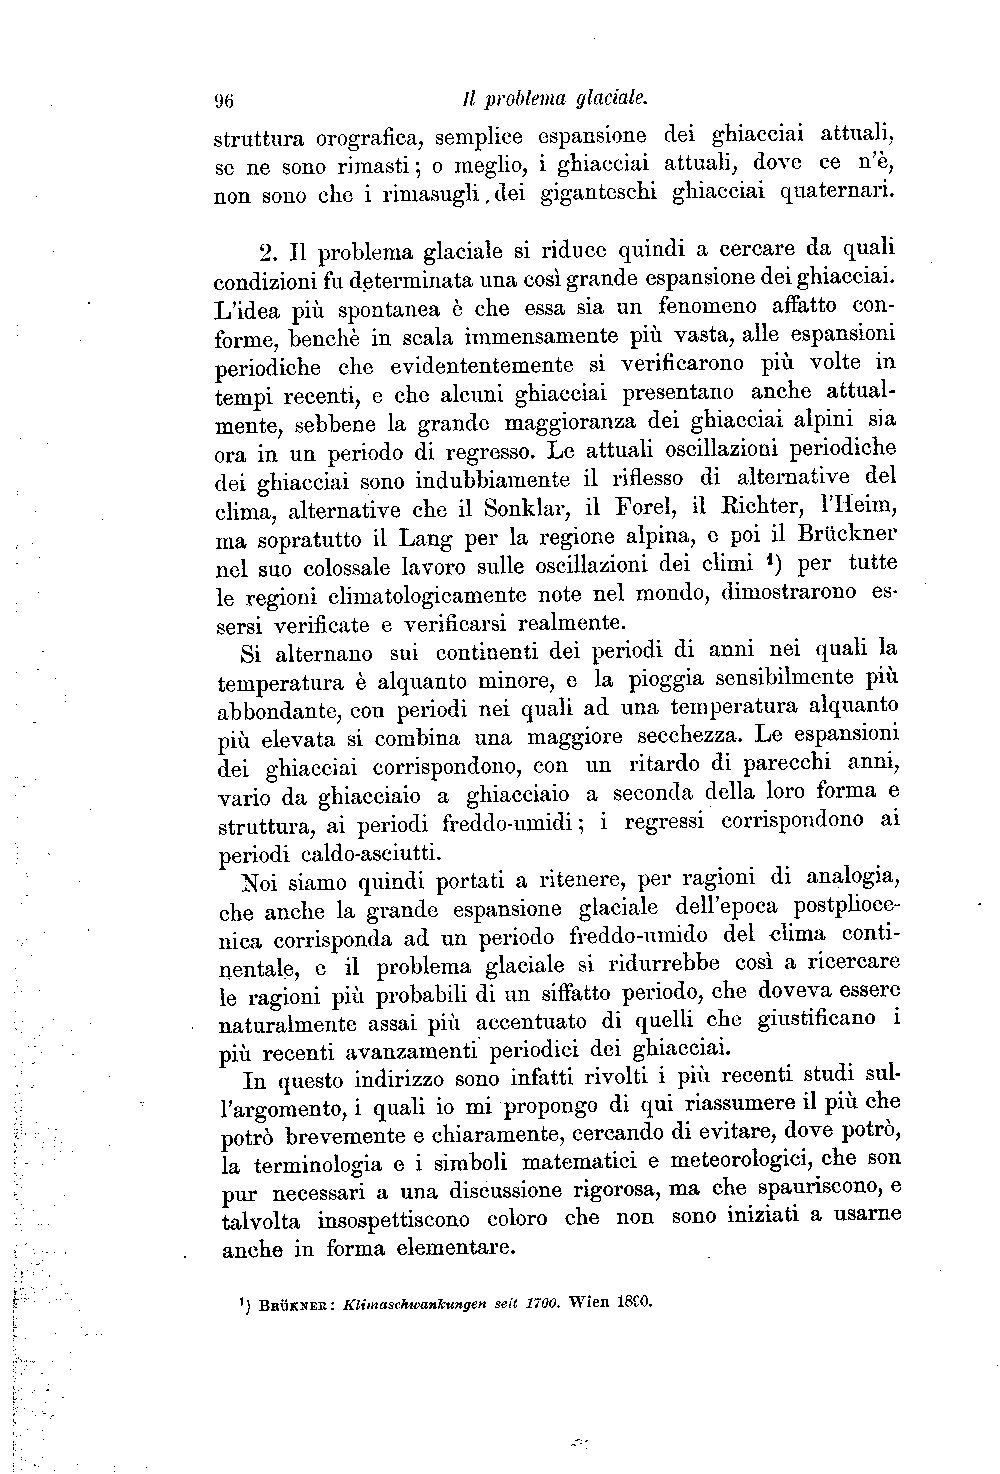 96 Il problema glaciale.
struttura orografica, semplice espansione dei ghiacciai attuali,
se ne sono rimasti; o meglio, i ghiacciai attuali, dove ce n'è,
non sono che i rimasugli dei giganteschi ghiacciai quaternari.
2. Il problema glaciale si riduce quindi a cercare da quali
condizioni fu determinata una così grande espansione dei ghiacciai.
L'idea più spontanea è che essa sia un fenomeno affatto con-
forme, benchè in scala immensamente più vasta, alle espansioni
periodiche che evidententemente si verificarono più volte in
tempi recenti, e che alcuni ghiacciai presentano anche attual-
mente, sebbene la grande maggioranza dei ghiacciai alpini sia
ora in un periodo di regresso. Le attuali oscillazioni periodiche
dei ghiacciai sono indubbiamente il riflesso di alternative del
clima, alternative che il Sonklar, il Forel, il Richter, l'Heim,
ma sopratutto il Lang per la regione alpina, e poi il Brückner
nel suo colossale lavoro sulle oscillazioni dei climi ¹) per tutte
le regioni climatologicamente note nel mondo, dimostrarono es-
sersi verificate e verificarsi realmente.
Si alternano sui continenti dei periodi di anni nei quali la
temperatura è alquanto minore, e la pioggia sensibilmente più
abbondante, con periodi nei quali ad una temperatura alquanto
più elevata si combina una maggiore secchezza. Le espansioni
dei ghiacciai corrispondono, con un ritardo di parecchi anni,
vario da ghiacciaio a ghiacciaio a seconda della loro forma e
struttura, ai periodi freddo-umidi; i regressi corrispondono ai
periodi caldo-asciutti.
Noi siamo quindi portati a ritenere, per ragioni di analogia,
che anche la grande espansione glaciale dell'epoca postplioce-
nica corrisponda ad un periodo freddo-umido del clima conti-
nentale, e il problema glaciale si ridurrebbe così a ricercare
le ragioni più probabili di un siffatto periodo, che doveva essere
naturalmente assai più accentuato di quelli che giustificano i
più recenti avanzamenti periodici dei ghiacciai.
In questo indirizzo sono infatti rivolti i più recenti studi sul-
l'argomento, i quali io mi propongo di qui riassumere il più che
potrò brevemente e chiaramente, cercando di evitare, dove potrò,
la terminologia e i simboli matematici e meteorologici, che son
pur necessari a una discussione rigorosa, ma che spauriscono, e
talvolta insospettiscono coloro che non sono iniziati a usarne
anche in forma elementare.
¹) BRÜKNER: Klimaschwankungen seit 1700. Wien 1890.